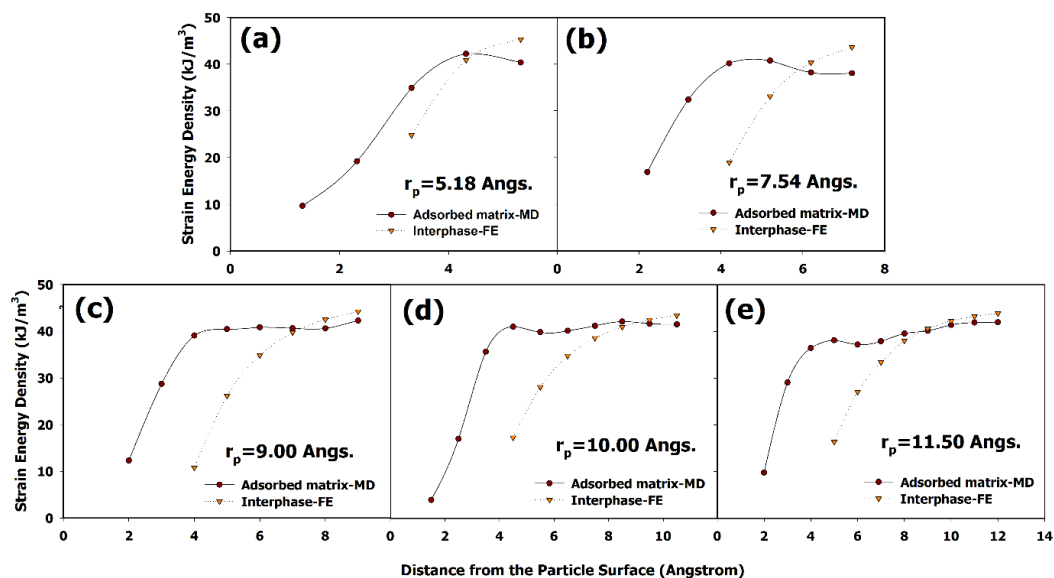 50
40
30
20
10
0
Strain Energy Density (kJ/m³)
(a)
r_p=5.18 Angs.
Adsorbed matrix-MD
Interphase-FE
0 2 4
(b)
r_p=7.54 Angs.
Adsorbed matrix-MD
Interphase-FE
0 2 4 6 8
50
40
30
20
10
0
Strain Energy Density (kJ/m³)
(c)
r_p=9.00 Angs.
Adsorbed matrix-MD
Interphase-FE
0 2 4 6 8
(d)
r_p=10.00 Angs.
Adsorbed matrix-MD
Interphase-FE
0 2 4 6 8 10
(e)
r_p=11.50 Angs.
Adsorbed matrix-MD
Interphase-FE
0 2 4 6 8 10 12 14
Distance from the Particle Surface (Angstrom)